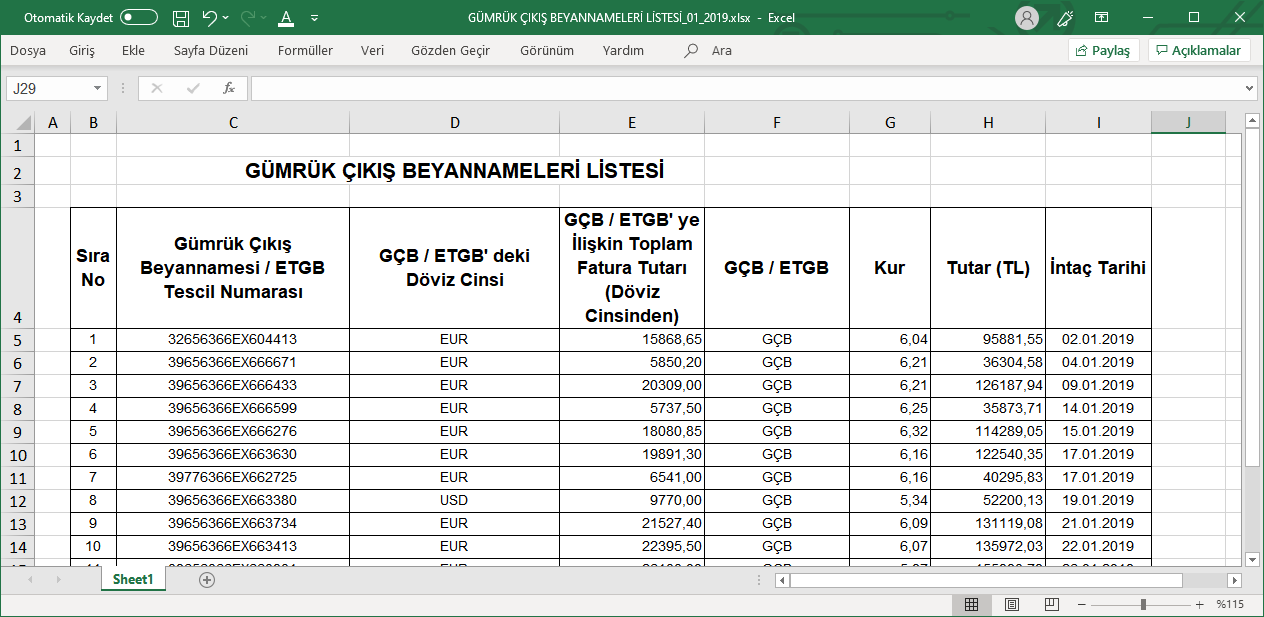 Otomatik Kaydet A GÜMRÜK ÇIKIŞ BEYANNAMELERİ LİSTESİ_01_2019.xlsx - Excel
Dosya Giriş Ekle Sayfa Düzeni Formüller Veri Gözden Geçir Görünüm Yardım Ara Paylaş Açıklamalar
J29 fx
A B C D E F G H I J
1
2 GÜMRÜK ÇIKIŞ BEYANNAMELERİ LİSTESİ
3
GÇB / ETGB' ye
İlişkin Toplam
Fatura Tutarı
(Döviz
Cinsinden)
Sıra
No
Gümrük Çıkış
Beyannamesi / ETGB
Tescil Numarası
GÇB / ETGB' deki
Döviz Cinsi
GÇB / ETGB Kur Tutar (TL) İntaç Tarihi
4
5 1 32656366EX604413 EUR 15868,65 GÇB 6,04 95881,55 02.01.2019
6 2 39656366EX666671 EUR 5850,20 GÇB 6,21 36304,58 04.01.2019
7 3 39656366EX666433 EUR 20309,00 GÇB 6,21 126187,94 09.01.2019
8 4 39656366EX666599 EUR 5737,50 GÇB 6,25 35873,71 14.01.2019
9 5 39656366EX666276 EUR 18080,85 GÇB 6,32 114289,05 15.01.2019
10 6 39656366EX663630 EUR 19891,30 GÇB 6,16 122540,35 17.01.2019
11 7 39776366EX662725 EUR 6541,00 GÇB 6,16 40295,83 17.01.2019
12 8 39656366EX663380 USD 9770,00 GÇB 5,34 52200,13 19.01.2019
13 9 39656366EX663734 EUR 21527,40 GÇB 6,09 131119,08 21.01.2019
14 10 39656366EX663413 EUR 22395,50 GÇB 6,07 135972,03 22.01.2019
Sheet1
%115